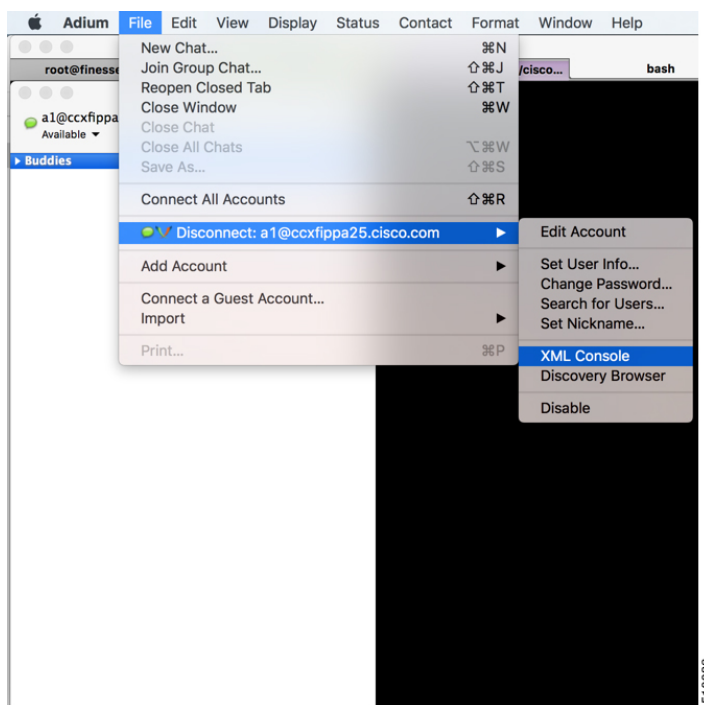 Adium File Edit View Display Status Contact Format Window Help
root@finesse
/cisco...
bash
a1@ccxfippa
Available
Buddies
New Chat... ⌘N
Join Group Chat... ⇧⌘J
Reopen Closed Tab ⇧⌘T
Close Window ⌘W
Close Chat
Close All Chats ⌥⌘W
Save As... ⇧⌘S
Connect All Accounts ⇧⌘R
Disconnect: a1@ccxfippa25.cisco.com
Add Account
Connect a Guest Account...
Import
Print... ⌘P
Edit Account
Set User Info...
Change Password...
Search for Users...
Set Nickname...
XML Console
Discovery Browser
Disable